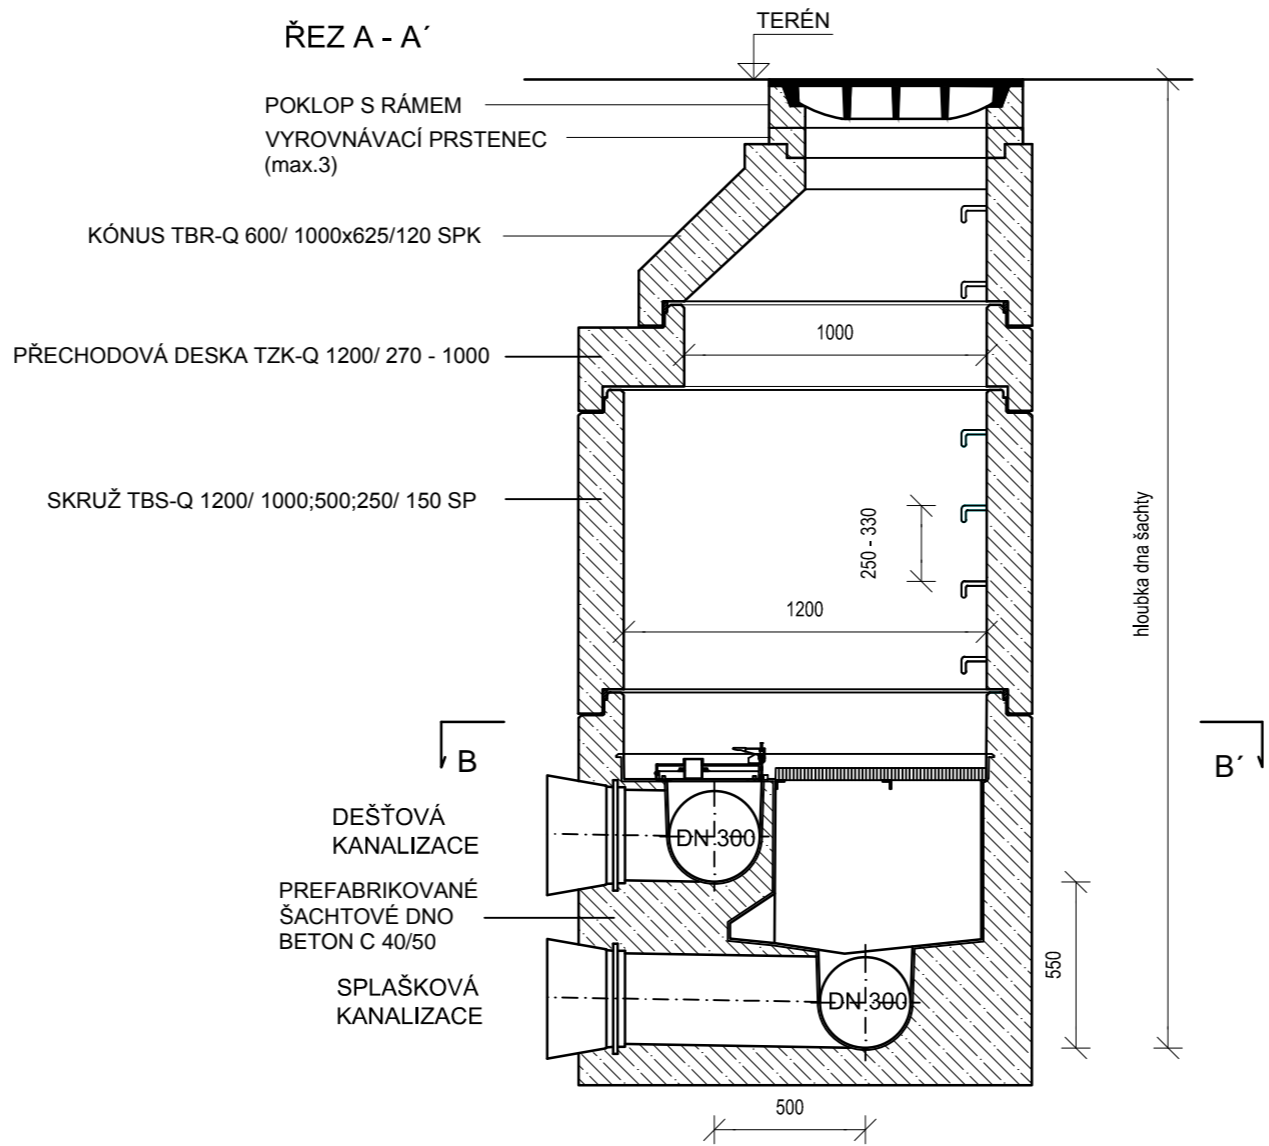 ŘEZ A - A´
TERÉN
POKLOP S RÁMEM
VYROVNÁVACÍ PRSTENEC
(max.3)
KÓNUS TBR-Q 600/ 1000x625/120 SPK
PŘECHODOVÁ DESKA TZK-Q 1200/ 270 - 1000
1000
SKRUŽ TBS-Q 1200/ 1000;500;250/ 150 SP
250 - 330
hloubka dna šachty
1200
B
B´
DEŠŤOVÁ
KANALIZACE
DN 300
PREFABRIKOVANÉ
ŠACHTOVÉ DNO
BETON C 40/50
550
SPLAŠKOVÁ
KANALIZACE
DN 300
500